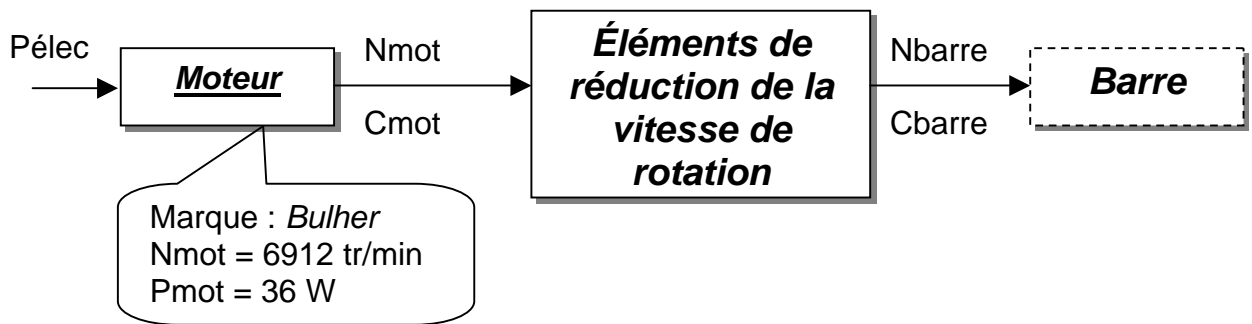 Pélec
Moteur
Nmot
Cmot
Éléments de
réduction de la
vitesse de
rotation
Nbarre
Cbarre
Barre
Marque : Bulher
Nmot = 6912 tr/min
Pmot = 36 W